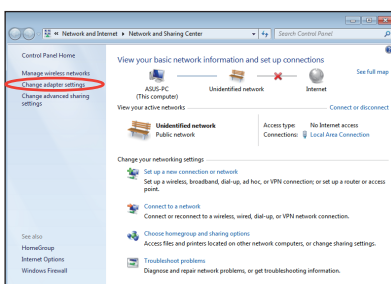 Network and Internet ▸ Network and Sharing Center
Search Control Panel
Control Panel Home
Manage wireless networks
Change adapter settings
Change advanced sharing
settings
See also
HomeGroup
Internet Options
Windows Firewall
View your basic network information and set up connections
See full map
ASUS-PC
(This computer)
Unidentified network
Internet
View your active networks
Connect or disconnect
Unidentified network
Public network
Access type: No Internet access
Connections: Local Area Connection
Change your networking settings
Set up a new connection or network
Set up a wireless, broadband, dial-up, ad hoc, or VPN connection; or set up a router or access
point.
Connect to a network
Connect or reconnect to a wireless, wired, dial-up, or VPN network connection.
Choose homegroup and sharing options
Access files and printers located on other network computers, or change sharing settings.
Troubleshoot problems
Diagnose and repair network problems, or get troubleshooting information.